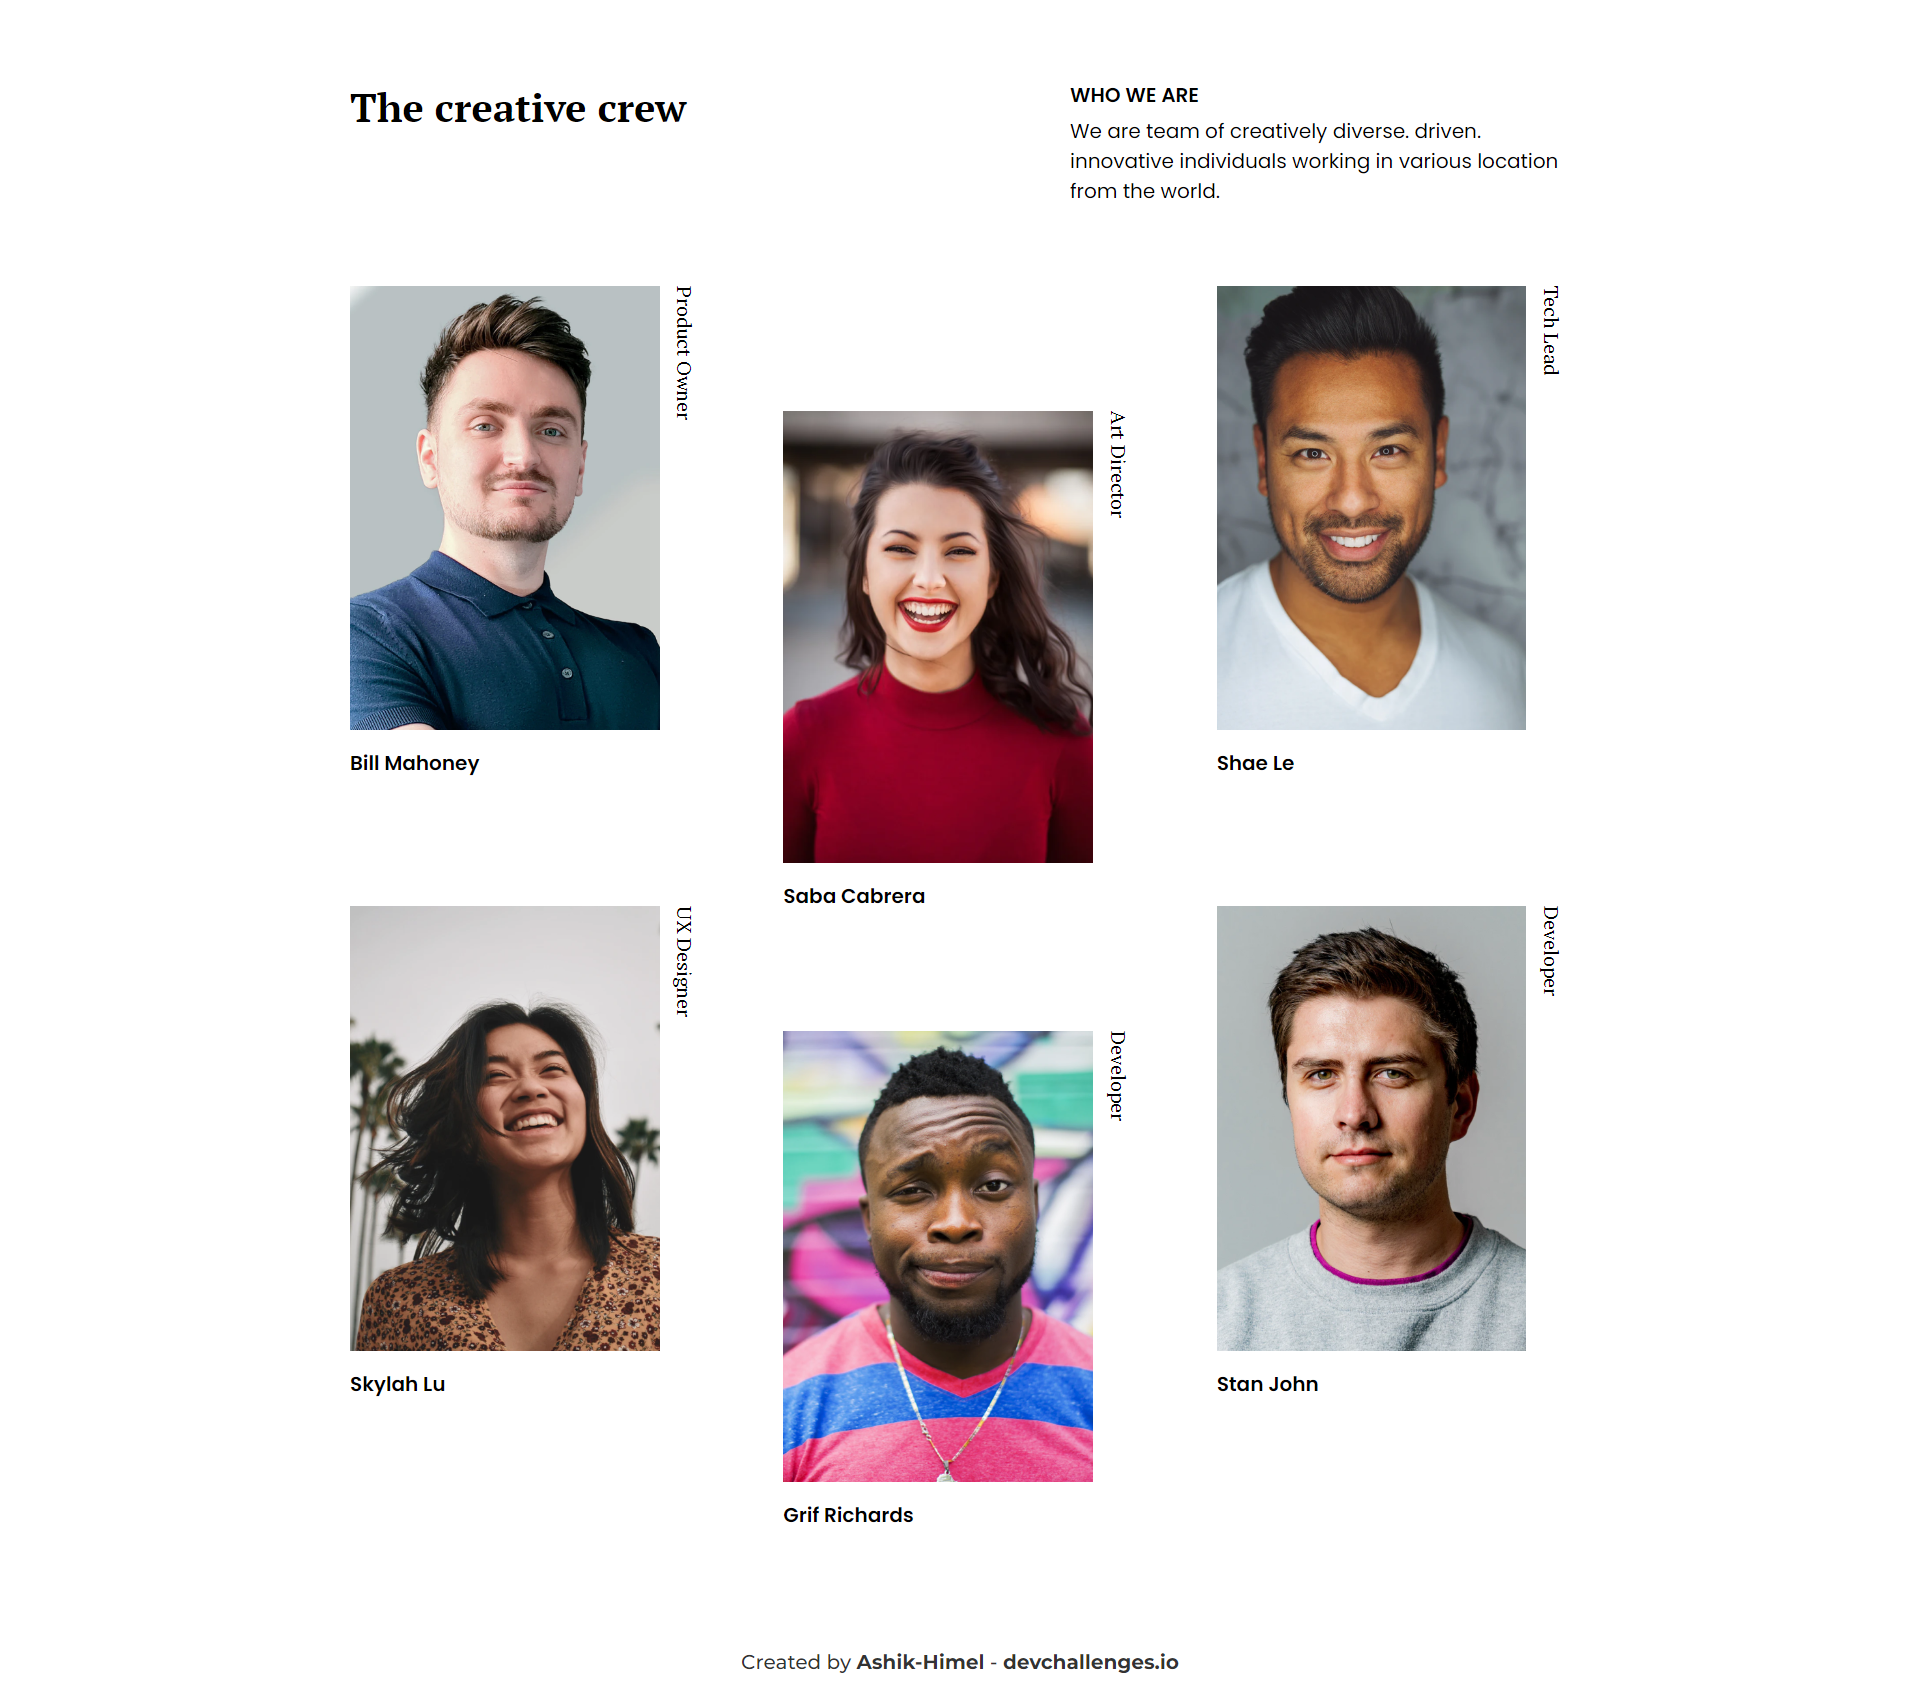 The creative crew
WHO WE ARE
We are team of creatively diverse. driven.
innovative individuals working in various location
from the world.
Product Owner
Bill Mahoney
Art Director
Saba Cabrera
Tech Lead
Shae Le
UX Designer
Skylah Lu
Developer
Grif Richards
Developer
Stan John
Created by Ashik-Himel - devchallenges.io